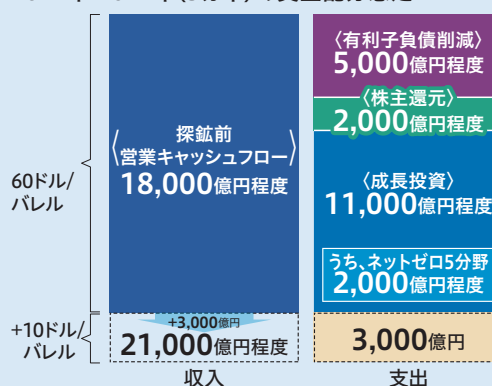 60ドル/
バレル
+10ドル/
バレル
〈探鉱前
営業キャッシュフロー〉
18,000億円程度
+3,000億円
21,000億円程度
収入
〈有利子負債削減〉
5,000億円程度
〈株主還元〉
2,000億円程度
〈成長投資〉
11,000億円程度
うち、ネットゼロ5分野
2,000億円程度
3,000億円
支出